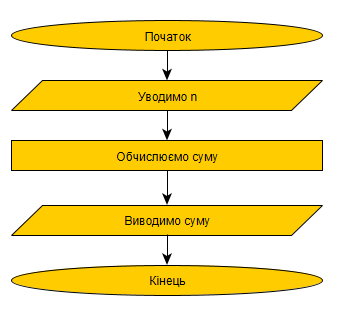 Початок
Уводимо n
Обчислюємо суму
Виводимо суму
Кінець